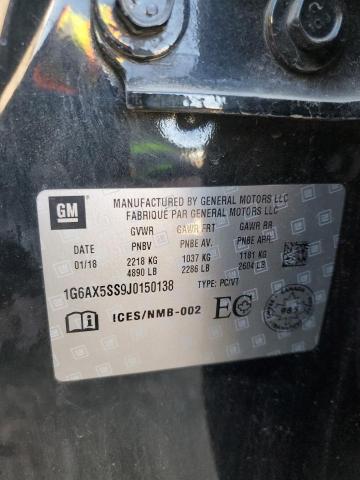 GM
MANUFACTURED BY GENERAL MOTORS LLC
FABRIQUÉ PAR GENERAL MOTORS LLC
GVWR GAWR FRT GAWR RR
DATE PNBV PNBE AV. PNBE ARR
01/18 2218 KG 1037 KG 1181 KG
4890 LB 2286 LB 2604 LB
1G6AX5SS9J0150138 TYPE: PC/VT
ICES/NMB-002 EC
985